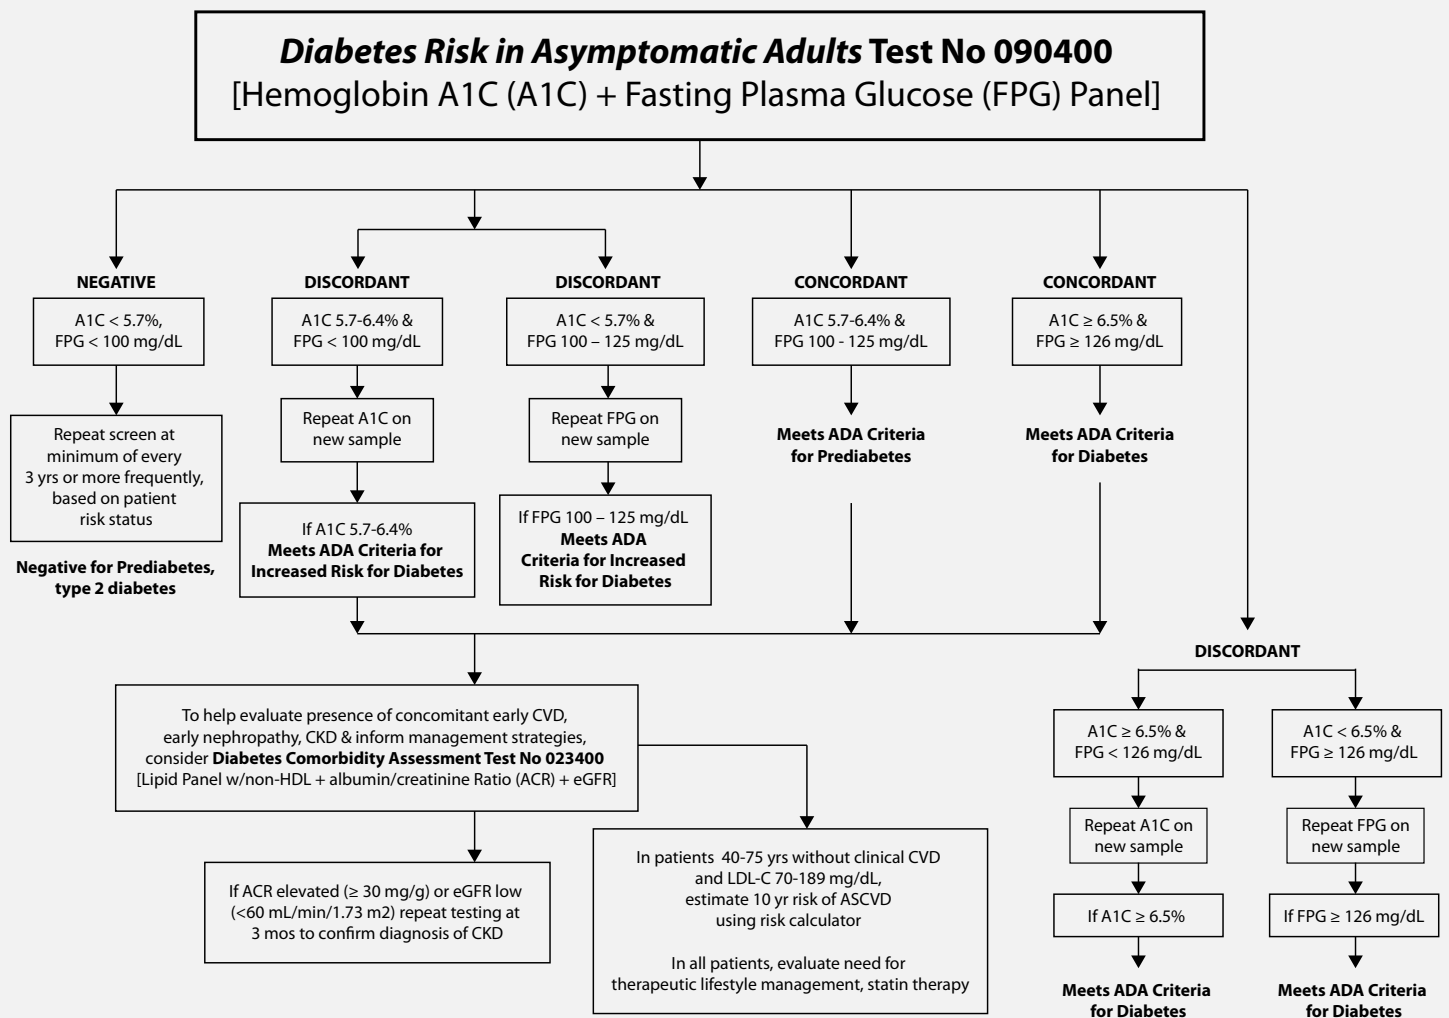 Diabetes Risk in Asymptomatic Adults Test No 090400
[Hemoglobin A1C (A1C) + Fasting Plasma Glucose (FPG) Panel]
NEGATIVE
A1C < 5.7%,
FPG < 100 mg/dL
Repeat screen at
minimum of every
3 yrs or more frequently,
based on patient
risk status
Negative for Prediabetes,
type 2 diabetes
DISCORDANT
A1C 5.7-6.4% &
FPG < 100 mg/dL
Repeat A1C on
new sample
If A1C 5.7-6.4%
Meets ADA Criteria for
Increased Risk for Diabetes
DISCORDANT
A1C < 5.7% &
FPG 100 – 125 mg/dL
Repeat FPG on
new sample
If FPG 100 – 125 mg/dL
Meets ADA
Criteria for Increased
Risk for Diabetes
CONCORDANT
A1C 5.7-6.4% &
FPG 100 - 125 mg/dL
Meets ADA Criteria
for Prediabetes
CONCORDANT
A1C ≥ 6.5% &
FPG ≥ 126 mg/dL
Meets ADA Criteria
for Diabetes
To help evaluate presence of concomitant early CVD,
early nephropathy, CKD & inform management strategies,
consider Diabetes Comorbidity Assessment Test No 023400
[Lipid Panel w/non-HDL + albumin/creatinine Ratio (ACR) + eGFR]
If ACR elevated (≥ 30 mg/g) or eGFR low
(<60 mL/min/1.73 m2) repeat testing at
3 mos to confirm diagnosis of CKD
In patients 40-75 yrs without clinical CVD
and LDL-C 70-189 mg/dL,
estimate 10 yr risk of ASCVD
using risk calculator
In all patients, evaluate need for
therapeutic lifestyle management, statin therapy
DISCORDANT
A1C ≥ 6.5% &
FPG < 126 mg/dL
Repeat A1C on
new sample
If A1C ≥ 6.5%
Meets ADA Criteria
for Diabetes
A1C < 6.5% &
FPG ≥ 126 mg/dL
Repeat FPG on
new sample
If FPG ≥ 126 mg/dL
Meets ADA Criteria
for Diabetes